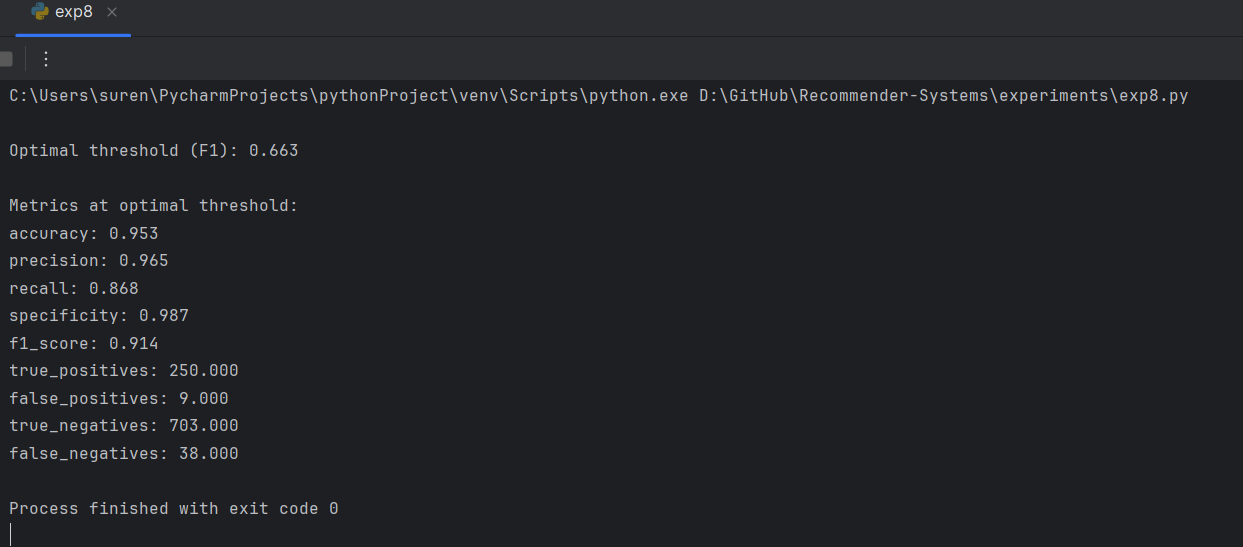 exp8
C:\Users\suren\PycharmProjects\pythonProject\venv\Scripts\python.exe D:\GitHub\Recommender-Systems\experiments\exp8.py
Optimal threshold (F1): 0.663
Metrics at optimal threshold:
accuracy: 0.953
precision: 0.965
recall: 0.868
specificity: 0.987
f1_score: 0.914
true_positives: 250.000
false_positives: 9.000
true_negatives: 703.000
false_negatives: 38.000
Process finished with exit code 0